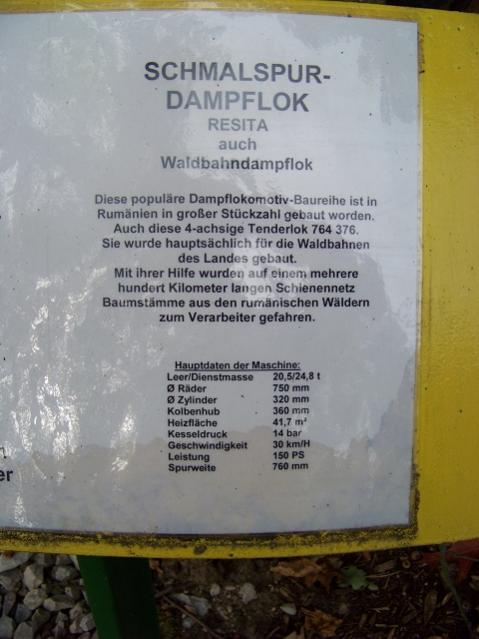 SCHMALSPUR-
DAMPFLOK
RESITA
auch
Waldbahndampflok
Diese populäre Dampflokomotiv-Baureihe ist in
Rumänien in großer Stückzahl gebaut worden.
Auch diese 4-achsige Tenderlok 764 376.
Sie wurde hauptsächlich für die Waldbahnen
des Landes gebaut.
Mit ihrer Hilfe wurden auf einem mehrere
hundert Kilometer langen Schienennetz
Baumstämme aus den rumänischen Wäldern
zum Verarbeiter gefahren.
Hauptdaten der Maschine:
Leer/Dienstmasse 20,5/24,8 t
Ø Räder 750 mm
Ø Zylinder 320 mm
Kolbenhub 360 mm
Heizfläche 41,7 m²
Kesseldruck 14 bar
Geschwindigkeit 30 km/H
Leistung 150 PS
Spurweite 760 mm